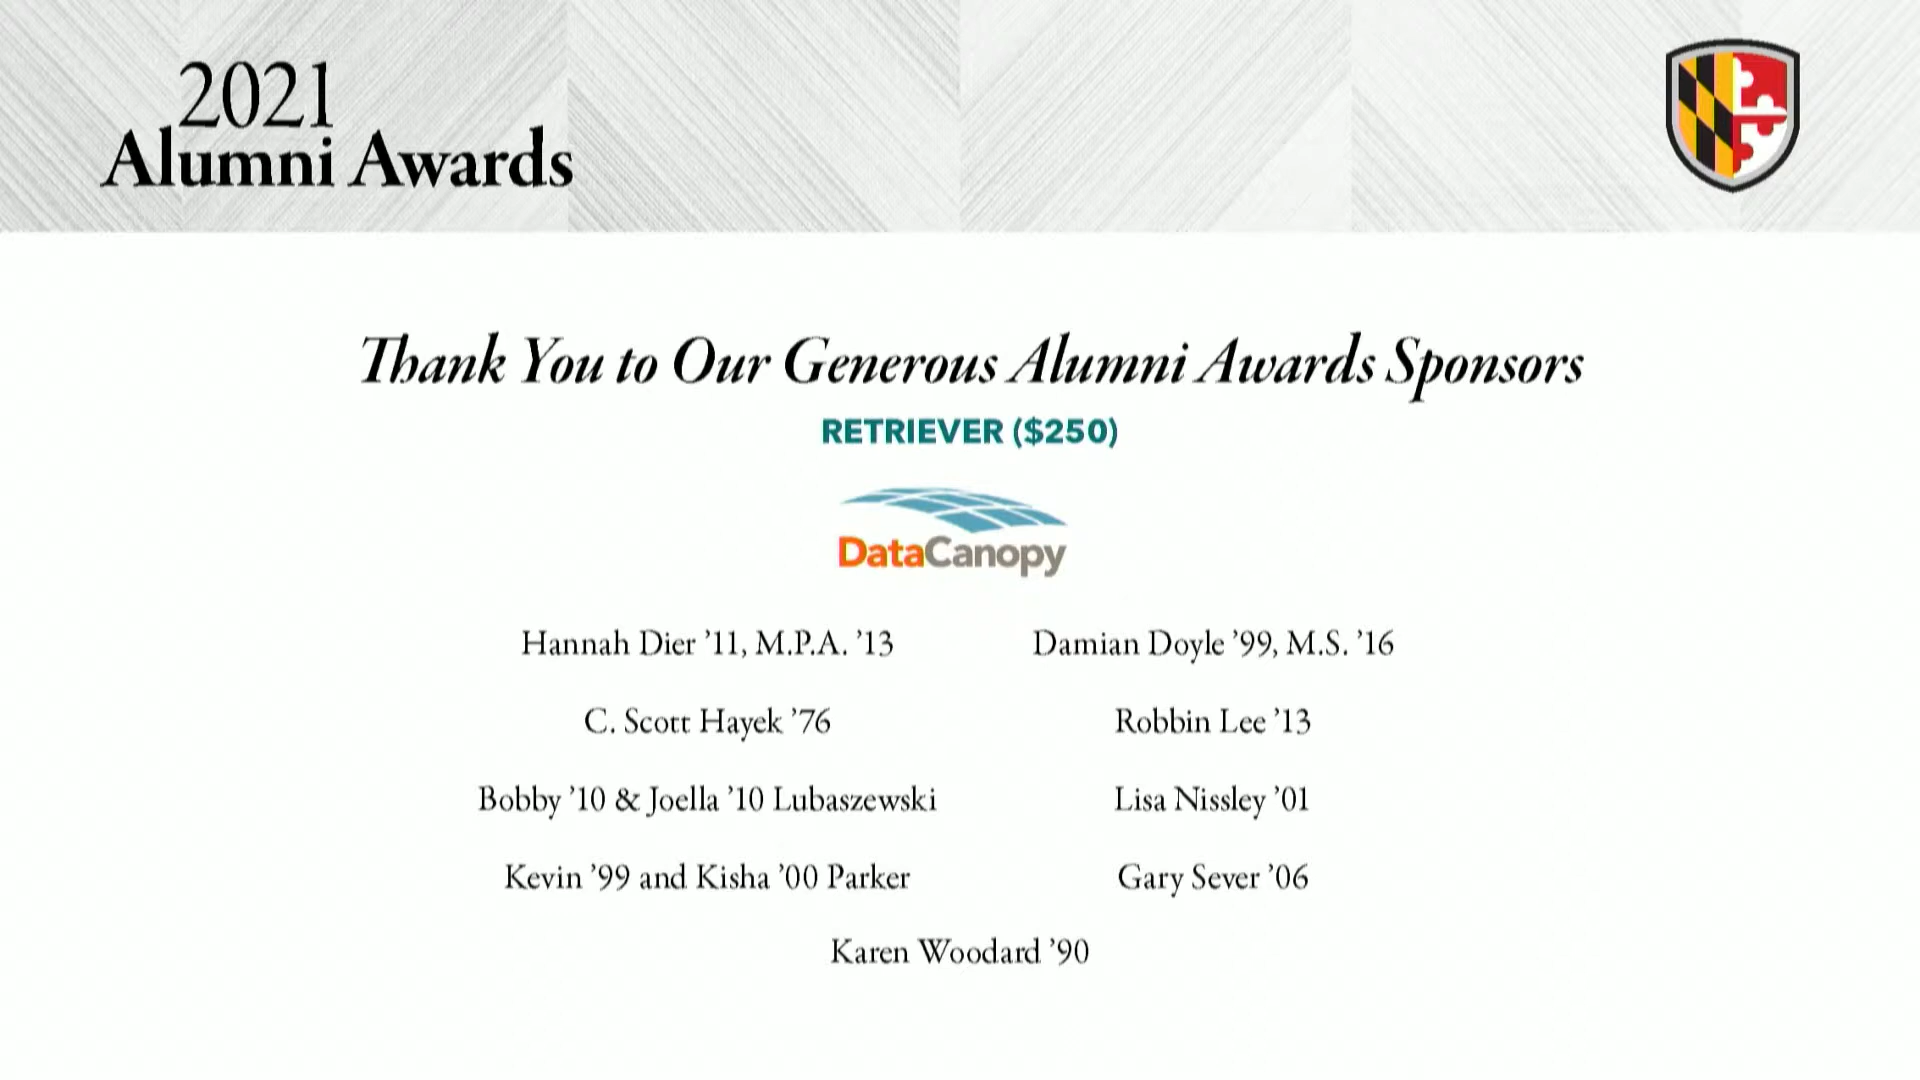 2021
Alumni Awards
Thank You to Our Generous Alumni Awards Sponsors
RETRIEVER ($250)
DataCanopy
Hannah Dier ’11, M.P.A. ’13
Damian Doyle ’99, M.S. ’16
C. Scott Hayek ’76
Robbin Lee ’13
Bobby ’10 & Joella ’10 Lubaszewski
Lisa Nissley ’01
Kevin ’99 and Kisha ’00 Parker
Gary Sever ’06
Karen Woodard ’90